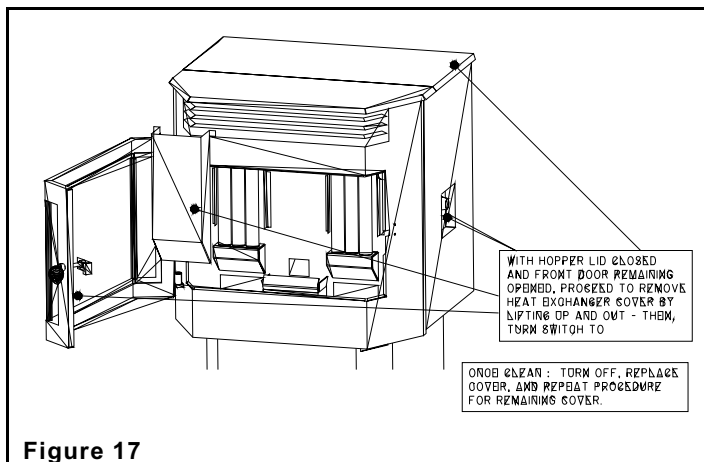 WITH HOPPER LID CLOSED
AND FRONT DOOR REMAINING
OPENED, PROCEED TO REMOVE
HEAT EXCHANGER COVER BY
LIFTING UP AND OUT - THEN,
TURN SWITCH TO
ONCE CLEAN : TURN OFF, REPLACE
COVER, AND REPEAT PROCEDURE
FOR REMAINING COVER.
Figure 17